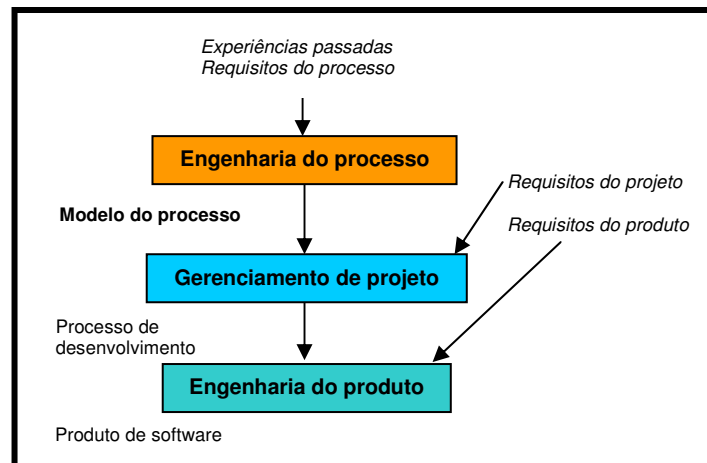 Experiências passadas
Requisitos do processo
Engenharia do processo
Requisitos do projeto
Modelo do processo
Requisitos do produto
Gerenciamento de projeto
Processo de
desenvolvimento
Engenharia do produto
Produto de software